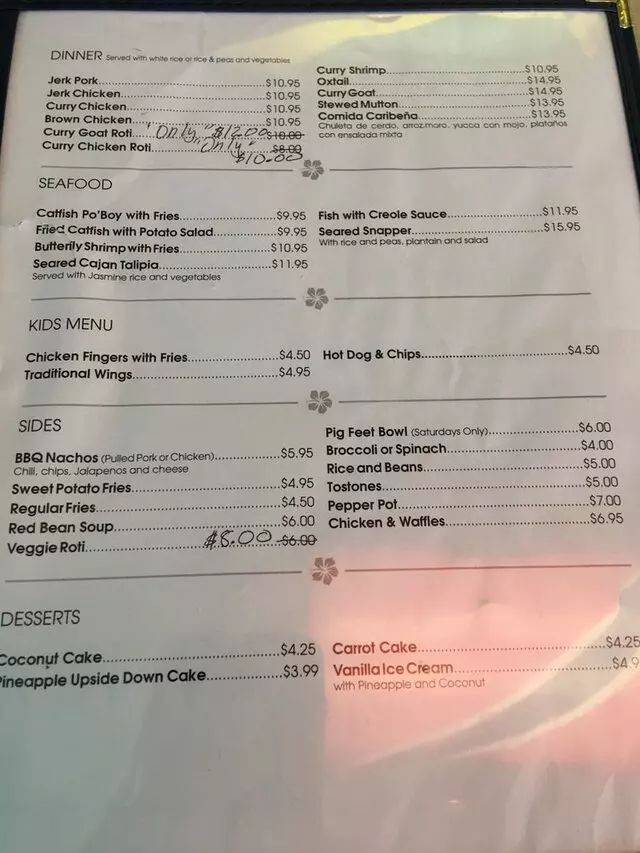 DINNER Served with white rice or rice & peas and vegetables
Jerk Pork $10.95
Jerk Chicken $10.95
Curry Chicken $10.95
Brown Chicken $10.95
Curry Goat Roti "Only" $12.00 $10.00
Curry Chicken Roti "Only" $10.00 $8.00
Curry Shrimp $10.95
Oxtail $14.95
Curry Goat $14.95
Stewed Mutton $13.95
Comida Caribeña $13.95
Chuleta de cerdo, arroz moro, yucca con mojo, plataños
con ensalada mixta
SEAFOOD
Catfish Po'Boy with Fries $9.95
Fried Catfish with Potato Salad $9.95
Butterfly Shrimp with Fries $10.95
Seared Cajan Talipia $11.95
Served with Jasmine rice and vegetables
Fish with Creole Sauce $11.95
Seared Snapper $15.95
With rice and peas, plantain and salad
KIDS MENU
Chicken Fingers with Fries $4.50
Traditional Wings $4.95
Hot Dog & Chips $4.50
SIDES
BBQ Nachos (Pulled Pork or Chicken) $5.95
Chili, chips, Jalapenos and cheese
Sweet Potato Fries $4.95
Regular Fries $4.50
Red Bean Soup $6.00
Veggie Roti $8.00 $6.00
Pig Feet Bowl (Saturdays Only) $6.00
Broccoli or Spinach $4.00
Rice and Beans $5.00
Tostones $5.00
Pepper Pot $7.00
Chicken & Waffles $6.95
DESSERTS
Coconut Cake $4.25
Pineapple Upside Down Cake $3.99
Carrot Cake $4.25
Vanilla Ice Cream $4.9
with Pineapple and Coconut